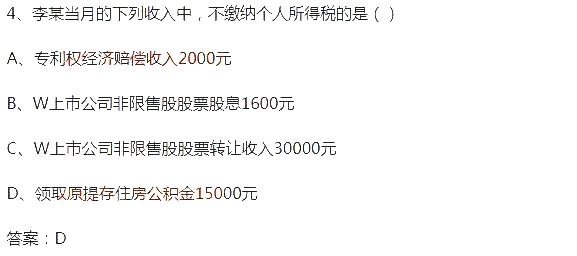 4、李某当月的下列收入中，不缴纳个人所得税的是（ ）
A、专利权经济赔偿收入2000元
B、W上市公司非限售股股票股息1600元
C、W上市公司非限售股股票转让收入30000元
D、领取原提存住房公积金15000元
答案：D